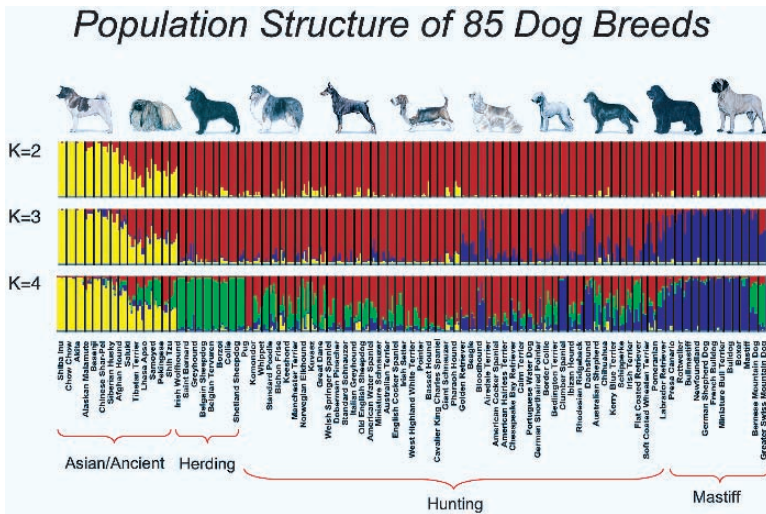 Population Structure of 85 Dog Breeds
K=2
K=3
K=4
Shiba Inu
Chow Chow
Akita
Alaskan Malamute
Basenji
Chinese Shar-Pei
Siberian Husky
Afghan Hound
Saluki
Tibetan Terrier
Lhasa Apso
Samoyed
Pekingese
Shih Tzu
Irish Wolfhound
Saint Bernard
Greyhound
Belgain Sheepdog
Belgian Tervuren
Borzoi
Collie
Shetland Sheepdog
Pug
Komondor
Whippet
Standard Poodle
Bichon Frise
Keeshond
Manchester Terrier
Norwegian Elkhound
Kuvasz
Great Dane
Welsh Springer Spaniel
Doberman Pinscher
Standard Schnauzer
Italian Greyhound
Old English Sheepdog
American Water Spaniel
Miniature Schnauzer
Australian Terrier
English Cocker Spaniel
Irish Setter
West Highland White Terrier
Pointer
Basset Hound
Cavalier King Charles Spaniel
Giant Schnauzer
Pharaoh Hound
Golden Retriever
Beagle
Bloodhound
Airedale Terrier
American Cocker Spaniel
American Hairless Terrier
Chesapeake Bay Retriever
Cairn Terrier
Portuguese Water Dog
German Shorthaired Pointer
Border Collie
Bedlington Terrier
Clumber Spaniel
Ibizan Hound
Rhodesian Ridgeback
Dachshund
Australian Shepherd
Chihuahua
Kerry Blue Terrier
Schipperke
Irish Terrier
Flat Coated Retriever
Soft Coated Wheaten Terrier
Pomeranian
Labrador Retriever
Presa Canario
Rottweiler
Bullmastiff
Newfoundland
German Shepherd Dog
French Bulldog
Miniature Bull Terrier
Bulldog
Boxer
Mastiff
Bernese Mountain Dog
Greater Swiss Mountain Dog
Asian/Ancient
Herding
Hunting
Mastiff